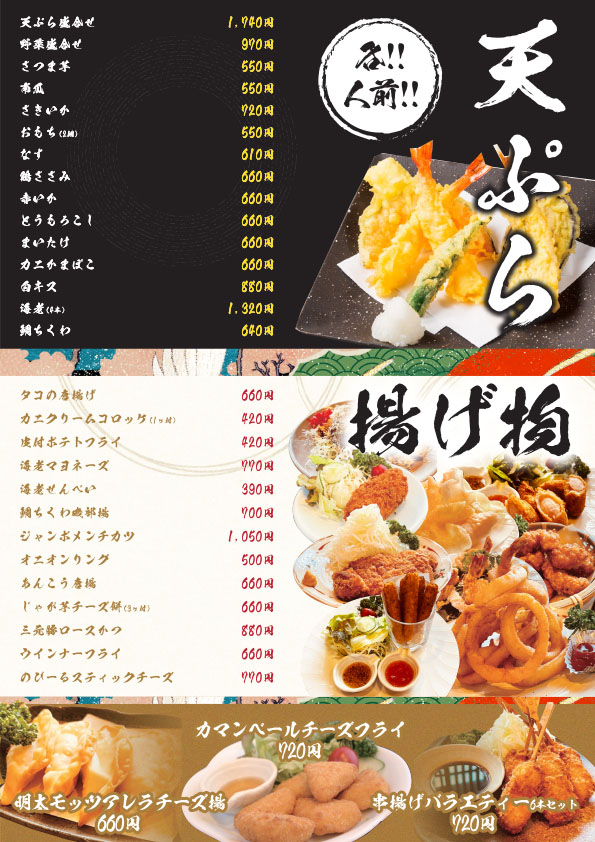 天ぷら
各!!
人前!!
天ぷら盛合せ 1,740円
野菜盛合せ 970円
さつま芋 550円
南瓜 550円
さきいか 720円
おもち(2個) 550円
なす 610円
鶏ささみ 660円
赤いか 660円
とうもろこし 660円
まいたけ 660円
カニかまぼこ 660円
白キス 880円
海老(4本) 1,320円
鯛ちくわ 640円
揚げ物
タコの唐揚げ 660円
カニクリームコロッケ(1ヶ付) 420円
皮付ポテトフライ 420円
海老マヨネーズ 770円
海老せんべい 390円
鯛ちくわ磯部揚 700円
ジャンボメンチカツ 1,050円
オニオンリング 500円
あんこう唐揚 660円
じゃが芋チーズ餅(3ヶ付) 660円
三元豚ロースかつ 880円
ウインナーフライ 660円
のびーるスティックチーズ 770円
カマンベールチーズフライ
720円
明太モッツアレラチーズ揚
660円
串揚げバラエティー6本セット
720円